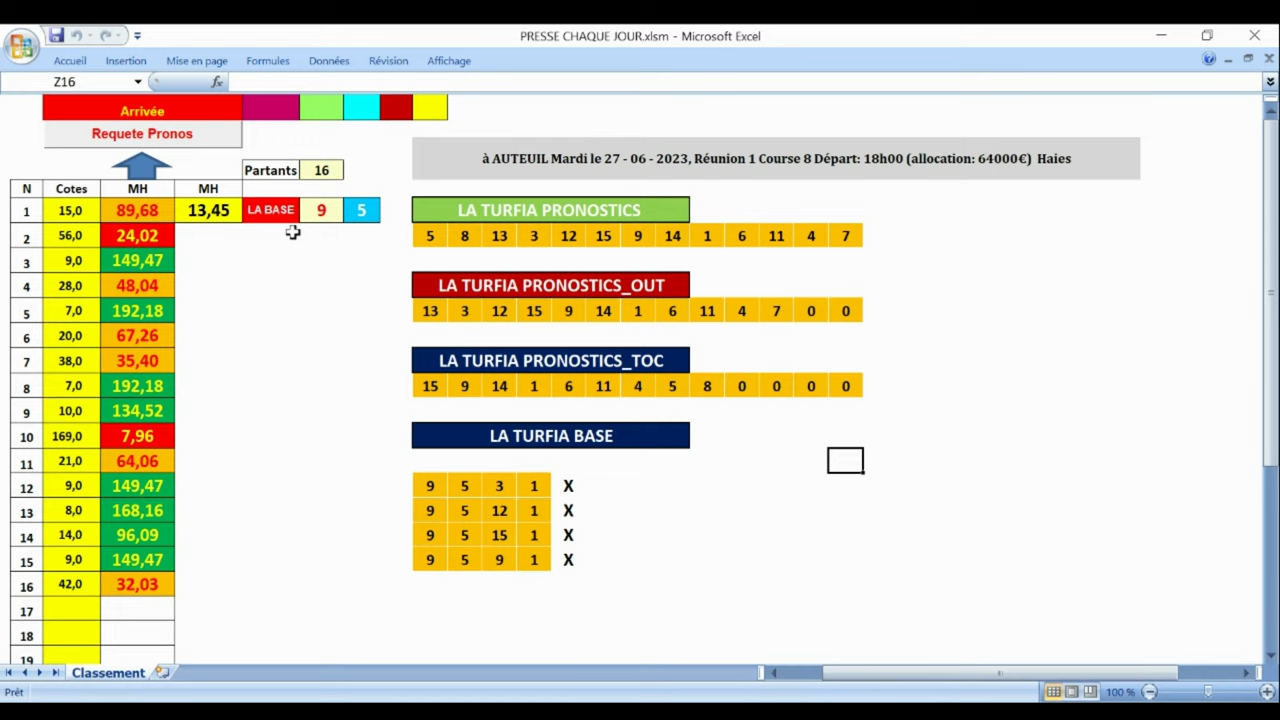 PRESSE CHAQUE JOUR.xlsm - Microsoft Excel
Accueil Insertion Mise en page Formules Données Révision Affichage
Z16 fx
Arrivée
Requete Pronos
à AUTEUIL Mardi le 27 - 06 - 2023, Réunion 1 Course 8 Départ: 18h00 (allocation: 64000€) Haies
Partants 16
N Cotes MH MH
1 15,0 89,68 13,45 LA BASE 9 5 LA TURFIA PRONOSTICS
2 56,0 24,02 5 8 13 3 12 15 9 14 1 6 11 4 7
3 9,0 149,47
4 28,0 48,04 LA TURFIA PRONOSTICS_OUT
5 7,0 192,18 13 3 12 15 9 14 1 6 11 4 7 0 0
6 20,0 67,26
7 38,0 35,40 LA TURFIA PRONOSTICS_TOC
8 7,0 192,18 15 9 14 1 6 11 4 5 8 0 0 0 0
9 10,0 134,52
10 169,0 7,96 LA TURFIA BASE
11 21,0 64,06
12 9,0 149,47 9 5 3 1 X
13 8,0 168,16 9 5 12 1 X
14 14,0 96,09 9 5 15 1 X
15 9,0 149,47 9 5 9 1 X
16 42,0 32,03
17
18
19
Classement
Prêt 100 %